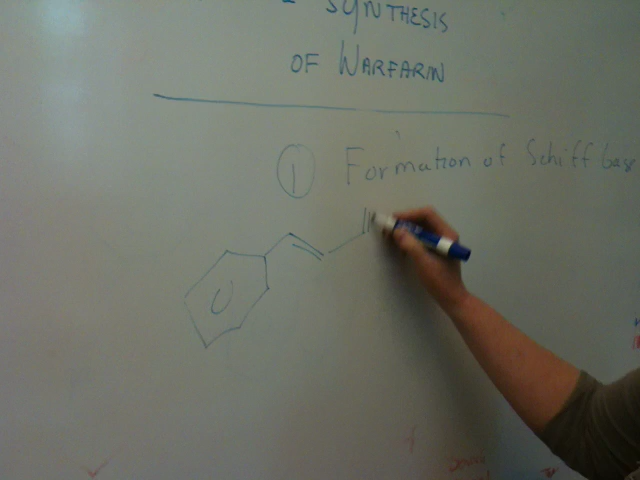 SYNTHESIS
OF WARFARIN
1 Formation of Schiff base